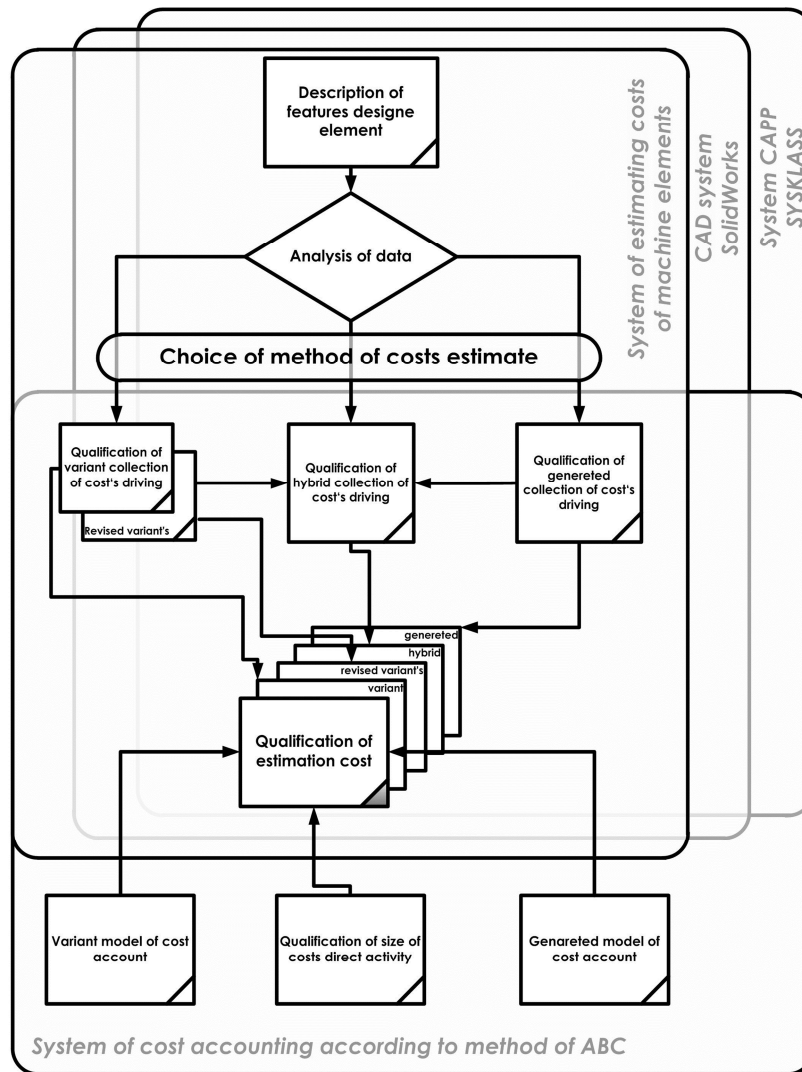 Description of
features designe
element
System of estimating costs
of machine elements
CAD system
SolidWorks
System CAPP
SYSKLASS
Analysis of data
Choice of method of costs estimate
Qualification of
variant collection
of cost's driving
Revised variant's
Qualification of
hybrid collection of
cost's driving
Qualification of
genereted
collection of cost's
driving
genereted
hybrid
revised variant's
variant
Qualification of
estimation cost
Variant model of cost
account
Qualification of size of
costs direct activity
Genareted model of
cost account
System of cost accounting according to method of ABC